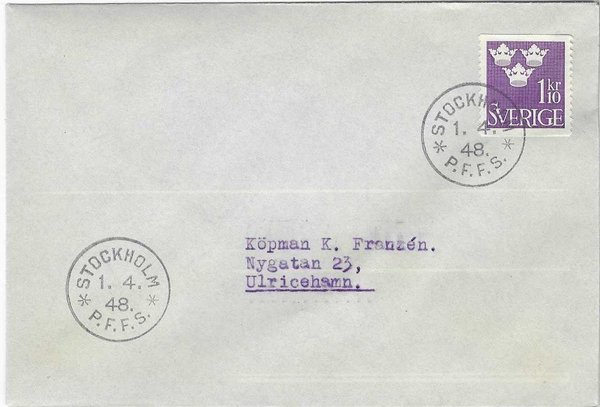 1 kr
10
SVERIGE
STOCKHOLM
1. 4.
* 48. *
P.F.F.S.
Köpman K. Franzén.
Nygatan 23,
Ulricehamn.
STOCKHOLM
1. 4.
* 48. *
P.F.F.S.